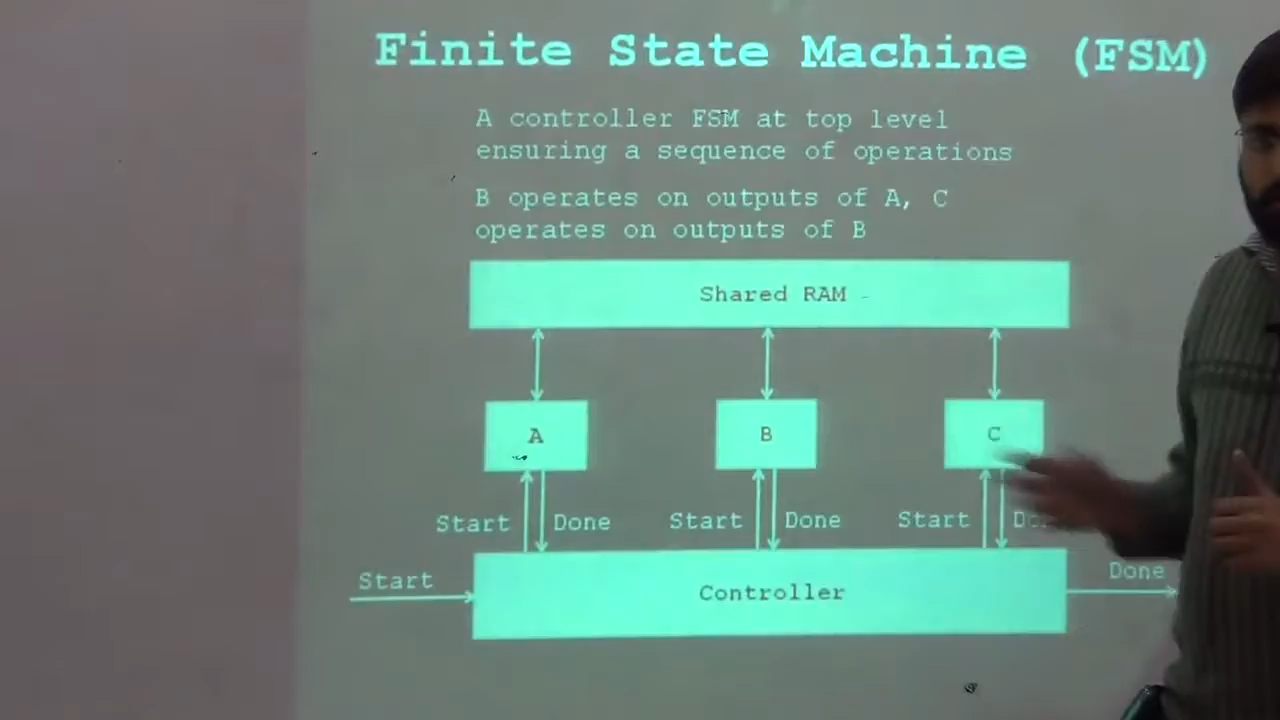 Finite State Machine (FSM)
A controller FSM at top level
ensuring a sequence of operations
B operates on outputs of A, C
operates on outputs of B
Shared RAM
A
B
C
Start
Done
Start
Done
Start
Start
Controller
Done